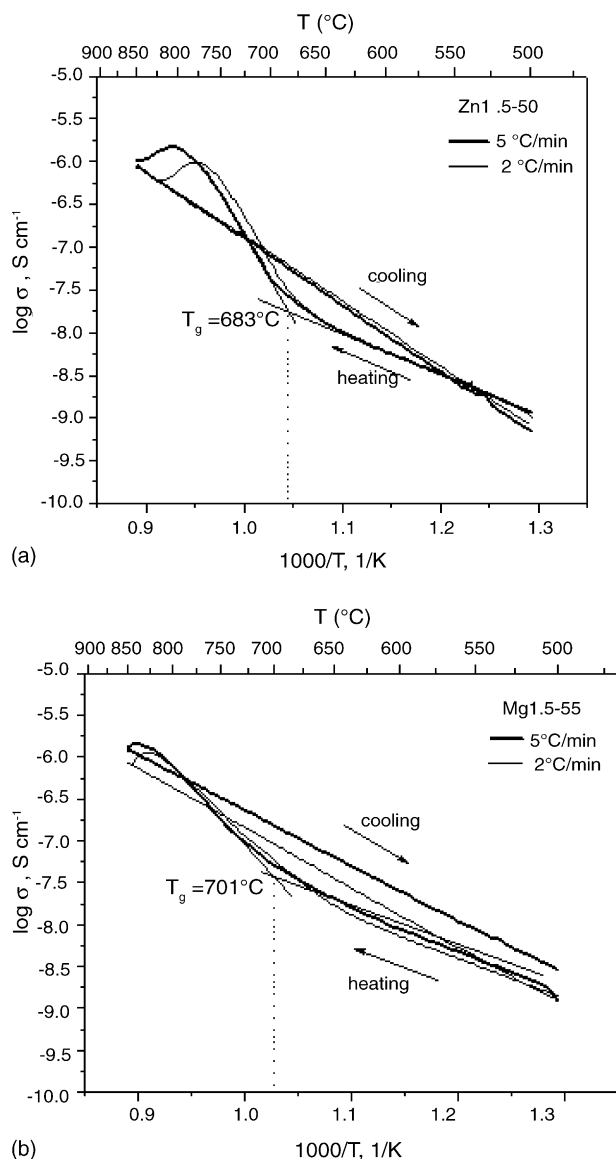 T (°C)
900 850 800 750 700 650 600 550 500
-5.0
Zn1 .5-50
-5.5
5 °C/min
-6.0
2 °C/min
-6.5
-7.0
cooling
-7.5
log σ , S cm⁻¹
T_g =683°C
-8.0
heating
-8.5
-9.0
-9.5
-10.0
0.9 1.0 1.1 1.2 1.3
(a)
1000/T, 1/K
T (°C)
900 850 800 750 700 650 600 550 500
-5.0
Mg1.5-55
-5.5
5°C/min
2°C/min
-6.0
-6.5
cooling
-7.0
log σ , S cm⁻¹
-7.5
T_g =701°C
-8.0
-8.5
heating
-9.0
-9.5
-10.0
0.9 1.0 1.1 1.2 1.3
(b)
1000/T, 1/K